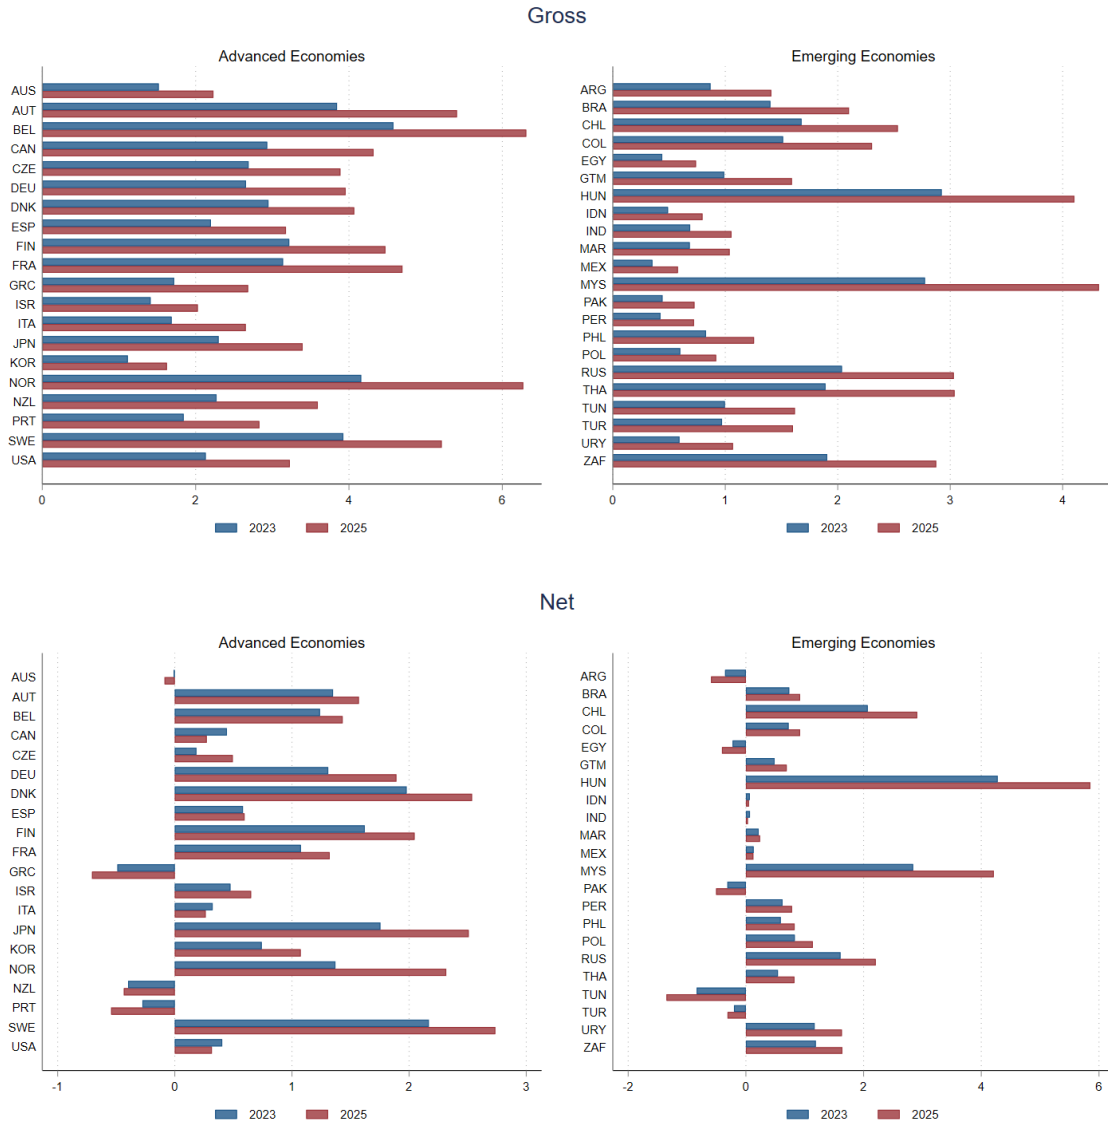 Gross
Advanced Economies
AUS
AUT
BEL
CAN
CZE
DEU
DNK
ESP
FIN
FRA
GRC
ISR
ITA
JPN
KOR
NOR
NZL
PRT
SWE
USA
0 2 4 6
2023 2025
Emerging Economies
ARG
BRA
CHL
COL
EGY
GTM
HUN
IDN
IND
MAR
MEX
MYS
PAK
PER
PHL
POL
RUS
THA
TUN
TUR
URY
ZAF
0 1 2 3 4
2023 2025
Net
Advanced Economies
AUS
AUT
BEL
CAN
CZE
DEU
DNK
ESP
FIN
FRA
GRC
ISR
ITA
JPN
KOR
NOR
NZL
PRT
SWE
USA
-1 0 1 2 3
2023 2025
Emerging Economies
ARG
BRA
CHL
COL
EGY
GTM
HUN
IDN
IND
MAR
MEX
MYS
PAK
PER
PHL
POL
RUS
THA
TUN
TUR
URY
ZAF
-2 0 2 4 6
2023 2025